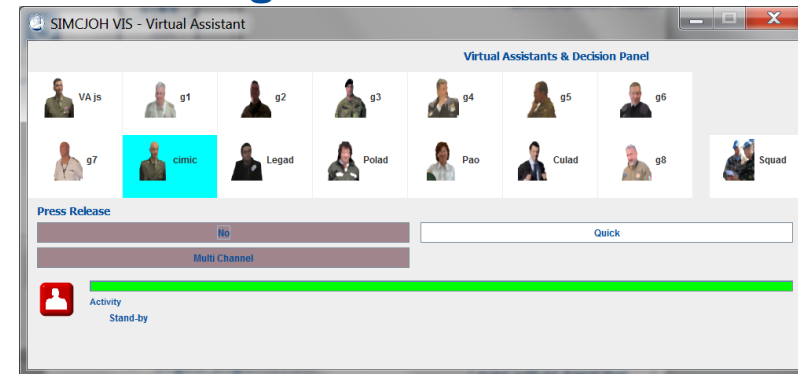 SIMCJOH VIS - Virtual Assistant
Virtual Assistants & Decision Panel
VA js g1 g2 g3 g4 g5 g6
g7 cimic Legad Polad Pao Culad g8 Squad
Press Release
No Quick
Multi Channel
Activity
Stand-by